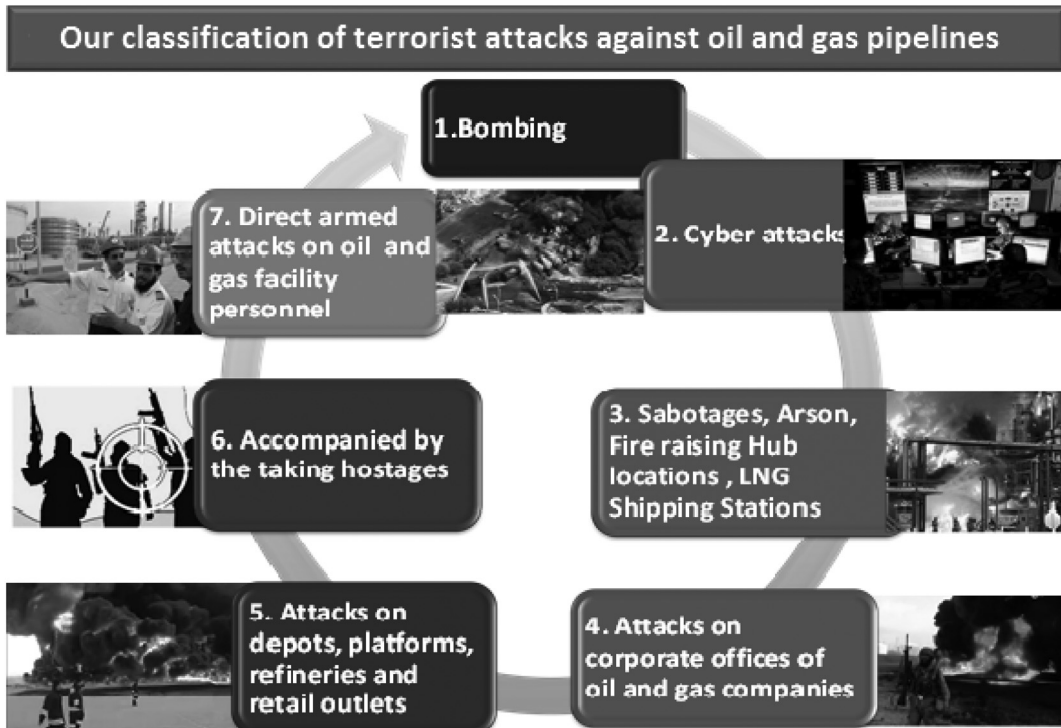 Our classification of terrorist attacks against oil and gas pipelines
1.Bombing
2. Cyber attacks
3. Sabotages, Arson,
Fire raising Hub
locations , LNG
Shipping Stations
4. Attacks on
corporate offices of
oil and gas companies
5. Attacks on
depots, platforms,
refineries and
retail outlets
6. Accompanied by
the taking hostages
7. Direct armed
attacks on oil and
gas facility
personnel